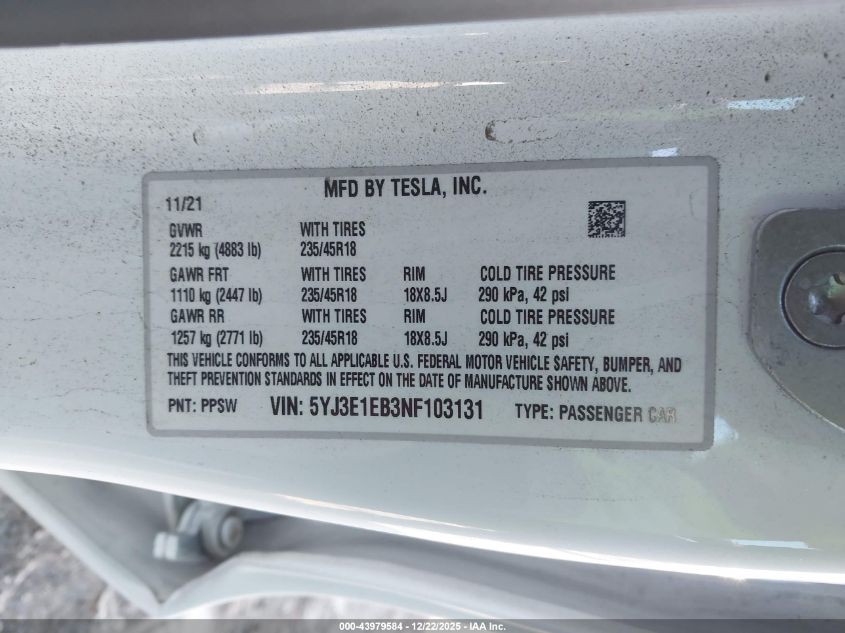 MFD BY TESLA, INC.
11/21
GVWR WITH TIRES
2215 kg (4883 lb) 235/45R18
GAWR FRT WITH TIRES RIM COLD TIRE PRESSURE
1110 kg (2447 lb) 235/45R18 18X8.5J 290 kPa, 42 psi
GAWR RR WITH TIRES RIM COLD TIRE PRESSURE
1257 kg (2771 lb) 235/45R18 18X8.5J 290 kPa, 42 psi
THIS VEHICLE CONFORMS TO ALL APPLICABLE U.S. FEDERAL MOTOR VEHICLE SAFETY, BUMPER, AND
THEFT PREVENTION STANDARDS IN EFFECT ON THE DATE OF MANUFACTURE SHOWN ABOVE.
PNT: PPSW VIN: 5YJ3E1EB3NF103131 TYPE: PASSENGER CAR
000-43979584 - 12/22/2025 - IAA Inc.